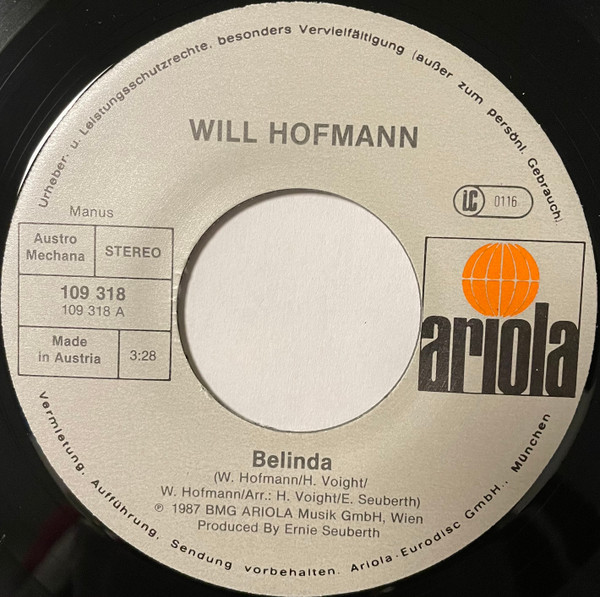 Urheber- u. Leistungsschutzrechte, besonders Vervielfältigung (außer zum persönl. Gebrauch)
WILL HOFMANN
LC 0116
Manus
Austro
Mechana
STEREO
109 318
109 318 A
Made
in Austria
3:28
ariola
Belinda
(W. Hofmann/H. Voight/
W. Hofmann/Arr.: H. Voight/E. Seuberth)
℗ 1987 BMG ARIOLA Musik GmbH, Wien
Produced By Ernie Seuberth
Vermietung, Aufführung, Sendung vorbehalten. Ariola-Eurodisc GmbH., München